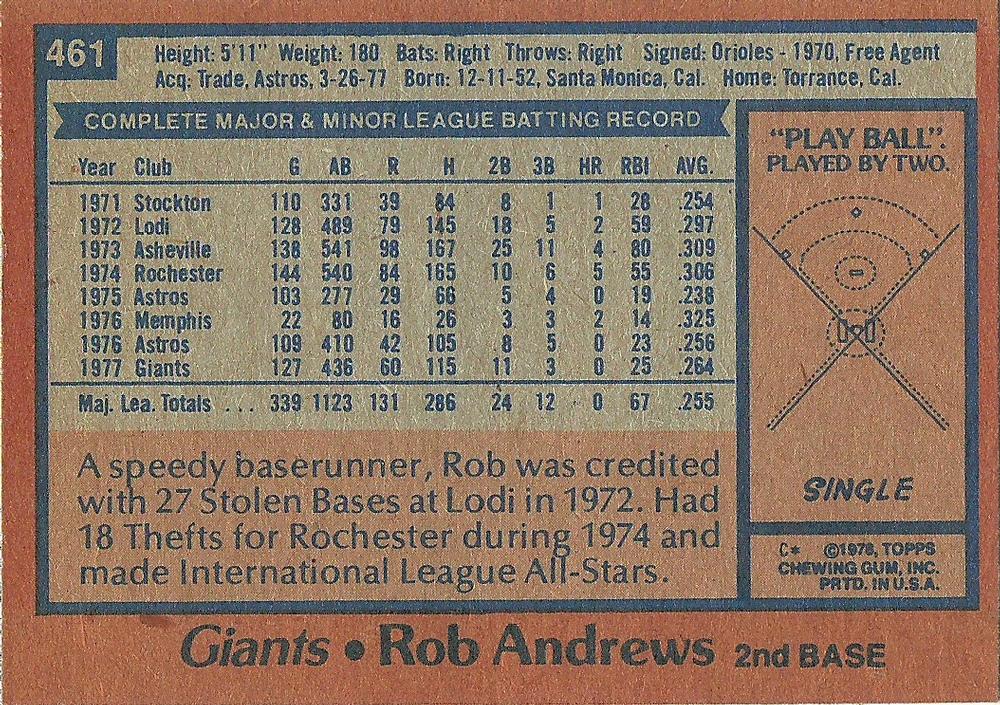 461
Height: 5'11" Weight: 180 Bats: Right Throws: Right Signed: Orioles - 1970, Free Agent
Acq: Trade, Astros, 3-26-77 Born: 12-11-52, Santa Monica, Cal. Home: Torrance, Cal.
COMPLETE MAJOR & MINOR LEAGUE BATTING RECORD
Year Club G AB R H 2B 3B HR RBI AVG.
1971 Stockton 110 331 39 84 8 1 1 28 .254
1972 Lodi 128 489 79 145 18 5 2 59 .297
1973 Asheville 138 541 98 167 25 11 4 80 .309
1974 Rochester 144 540 84 165 10 6 5 55 .306
1975 Astros 103 277 29 66 5 4 0 19 .238
1976 Memphis 22 80 16 26 3 3 2 14 .325
1976 Astros 109 410 42 105 8 5 0 23 .256
1977 Giants 127 436 60 115 11 3 0 25 .264
Maj. Lea. Totals ... 339 1123 131 286 24 12 0 67 .255
A speedy baserunner, Rob was credited
with 27 Stolen Bases at Lodi in 1972. Had
18 Thefts for Rochester during 1974 and
made International League All-Stars.
"PLAY BALL".
PLAYED BY TWO.
SINGLE
C* ©1978, TOPPS
CHEWING GUM, INC.
PRTD. IN U.S.A.
Giants • Rob Andrews 2nd BASE